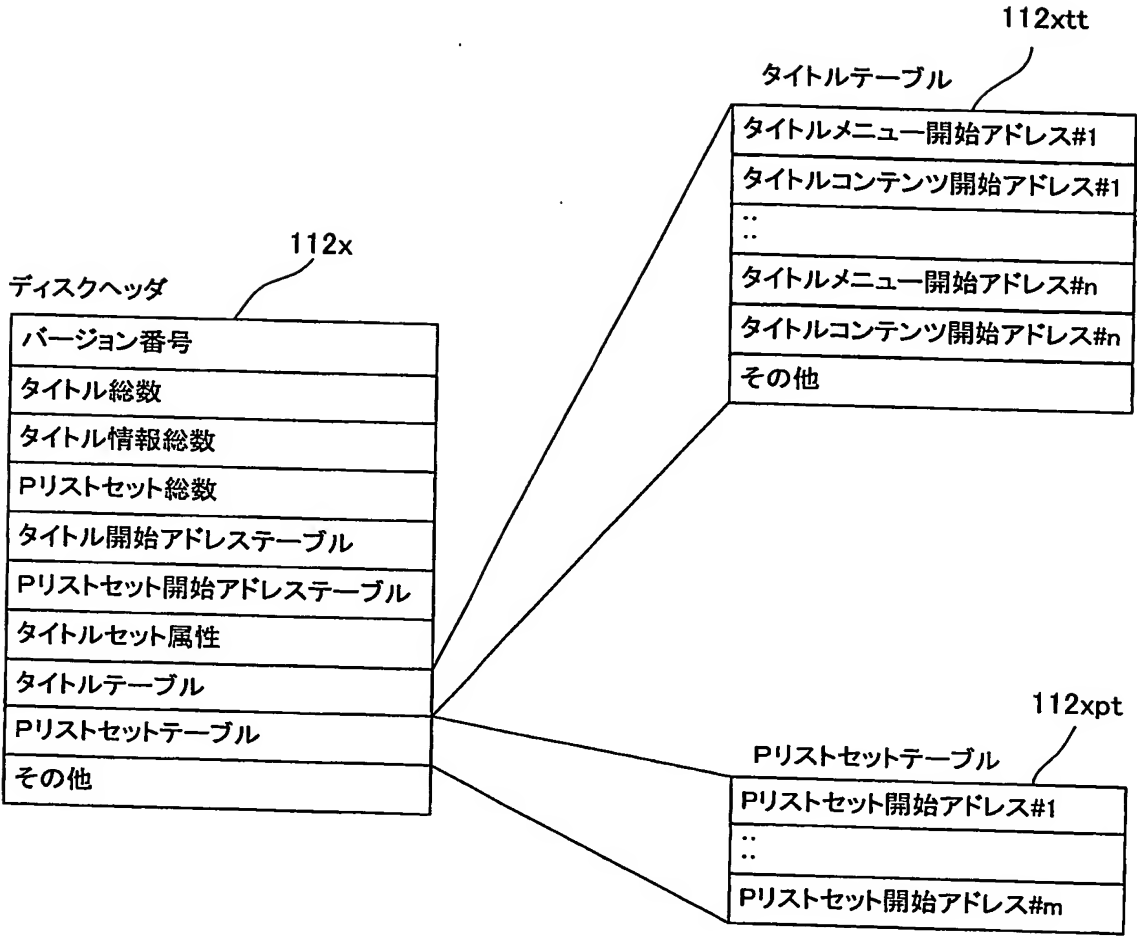 112x
ディスクヘッダ
バージョン番号
タイトル総数
タイトル情報総数
Pリストセット総数
タイトル開始アドレステーブル
Pリストセット開始アドレステーブル
タイトルセット属性
タイトルテーブル
Pリストセットテーブル
その他
112xtt
タイトルテーブル
タイトルメニュー開始アドレス#1
タイトルコンテンツ開始アドレス#1
::
タイトルメニュー開始アドレス#n
タイトルコンテンツ開始アドレス#n
その他
112xpt
Pリストセットテーブル
Pリストセット開始アドレス#1
::
Pリストセット開始アドレス#m